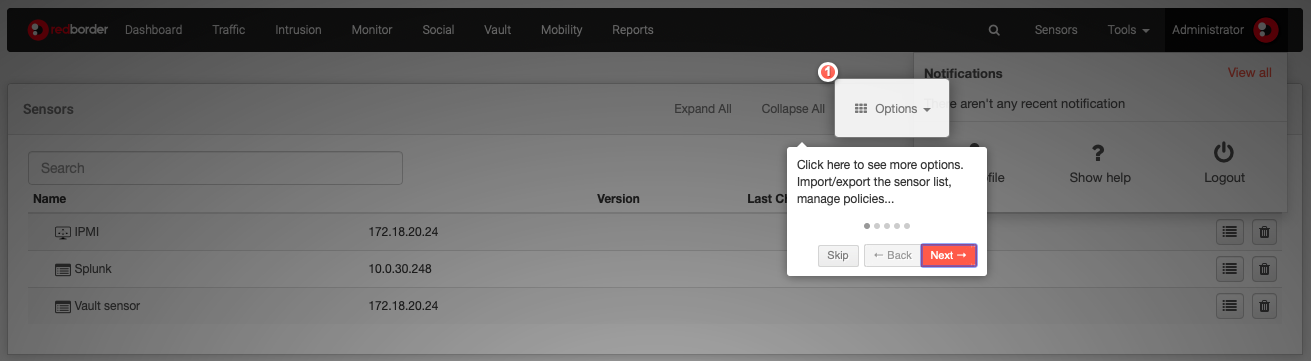 redborder Dashboard Traffic Intrusion Monitor Social Vault Mobility Reports Sensors Tools Administrator
Notifications View all
1
Sensors Expand All Collapse All Options
aren't any recent notification
Search
Click here to see more options.
Import/export the sensor list,
manage policies...
? Show help Logout
Name Version Last
IPMI 172.18.20.24
Skip ← Back Next →
Splunk 10.0.30.248
Vault sensor 172.18.20.24